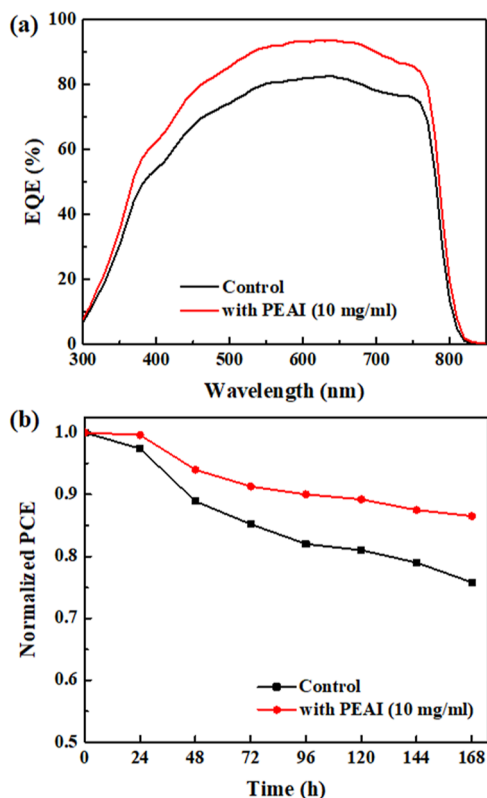 (a)
100
80
60
40
20
0
EQE (%)
Control
with PEAI (10 mg/ml)
300 400 500 600 700 800
Wavelength (nm)
(b)
1.0
0.9
0.8
0.7
0.6
0.5
Normalized PCE
Control
with PEAI (10 mg/ml)
0 24 48 72 96 120 144 168
Time (h)